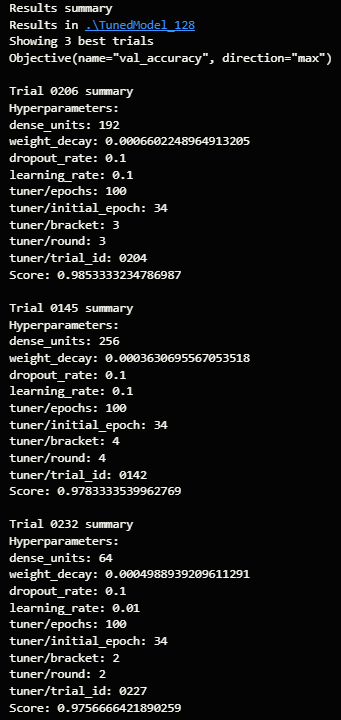 Results summary
Results in .\TunedModel_128
Showing 3 best trials
Objective(name="val_accuracy", direction="max")

Trial 0206 summary
Hyperparameters:
dense_units: 192
weight_decay: 0.0006602248964913205
dropout_rate: 0.1
learning_rate: 0.1
tuner/epochs: 100
tuner/initial_epoch: 34
tuner/bracket: 3
tuner/round: 3
tuner/trial_id: 0204
Score: 0.9853333234786987

Trial 0145 summary
Hyperparameters:
dense_units: 256
weight_decay: 0.0003630695567053518
dropout_rate: 0.1
learning_rate: 0.1
tuner/epochs: 100
tuner/initial_epoch: 34
tuner/bracket: 4
tuner/round: 4
tuner/trial_id: 0142
Score: 0.9783333539962769

Trial 0232 summary
Hyperparameters:
dense_units: 64
weight_decay: 0.0004988939209611291
dropout_rate: 0.1
learning_rate: 0.01
tuner/epochs: 100
tuner/initial_epoch: 34
tuner/bracket: 2
tuner/round: 2
tuner/trial_id: 0227
Score: 0.9756666421890259